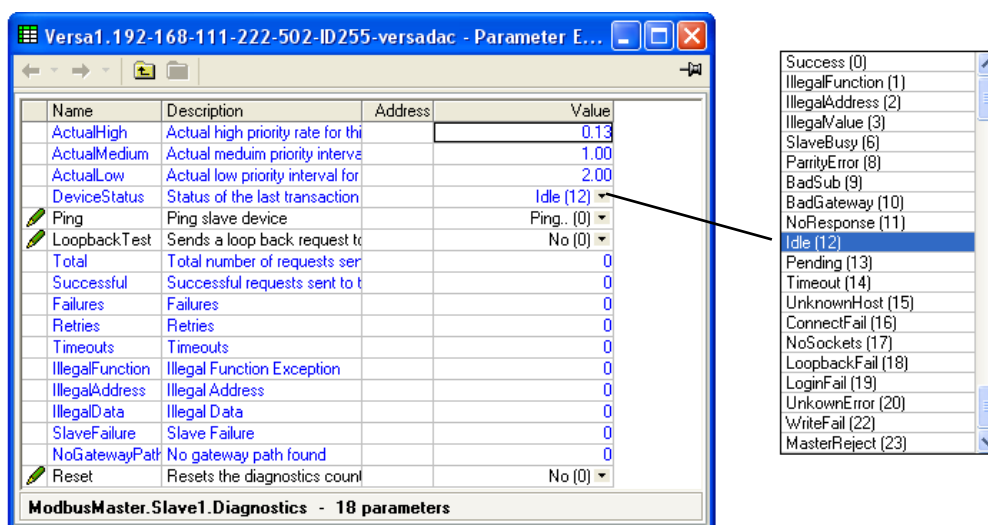 Versa1.192-168-111-222-502-ID255-versadac - Parameter E...
Name Description Address Value
ActualHigh Actual high priority rate for thi 0.13
ActualMedium Actual meduim priority interva 1.00
ActualLow Actual low priority interval for 2.00
DeviceStatus Status of the last transaction Idle (12)
Ping Ping slave device Ping.. (0)
LoopbackTest Sends a loop back request to No (0)
Total Total number of requests sen 0
Successful Successful requests sent to t 0
Failures Failures 0
Retries Retries 0
Timeouts Timeouts 0
IllegalFunction Illegal Function Exception 0
IllegalAddress Illegal Address 0
IllegalData Illegal Data 0
SlaveFailure Slave Failure 0
NoGatewayPath No gateway path found 0
Reset Resets the diagnostics count No (0)
ModbusMaster.Slave1.Diagnostics - 18 parameters
Success (0)
IllegalFunction (1)
IllegalAddress (2)
IllegalValue (3)
SlaveBusy (6)
ParrityError (8)
BadSub (9)
BadGateway (10)
NoResponse (11)
Idle (12)
Pending (13)
Timeout (14)
UnknownHost (15)
ConnectFail (16)
NoSockets (17)
LoopbackFail (18)
LoginFail (19)
UnkownError (20)
WriteFail (22)
MasterReject (23)